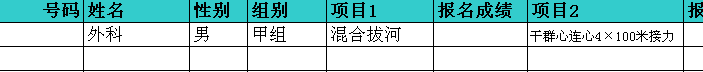 号码 姓名 性别 组别 项目1 报名成绩 项目2 报
外科 男 甲组 混合拔河 干群心连心4×100米接力